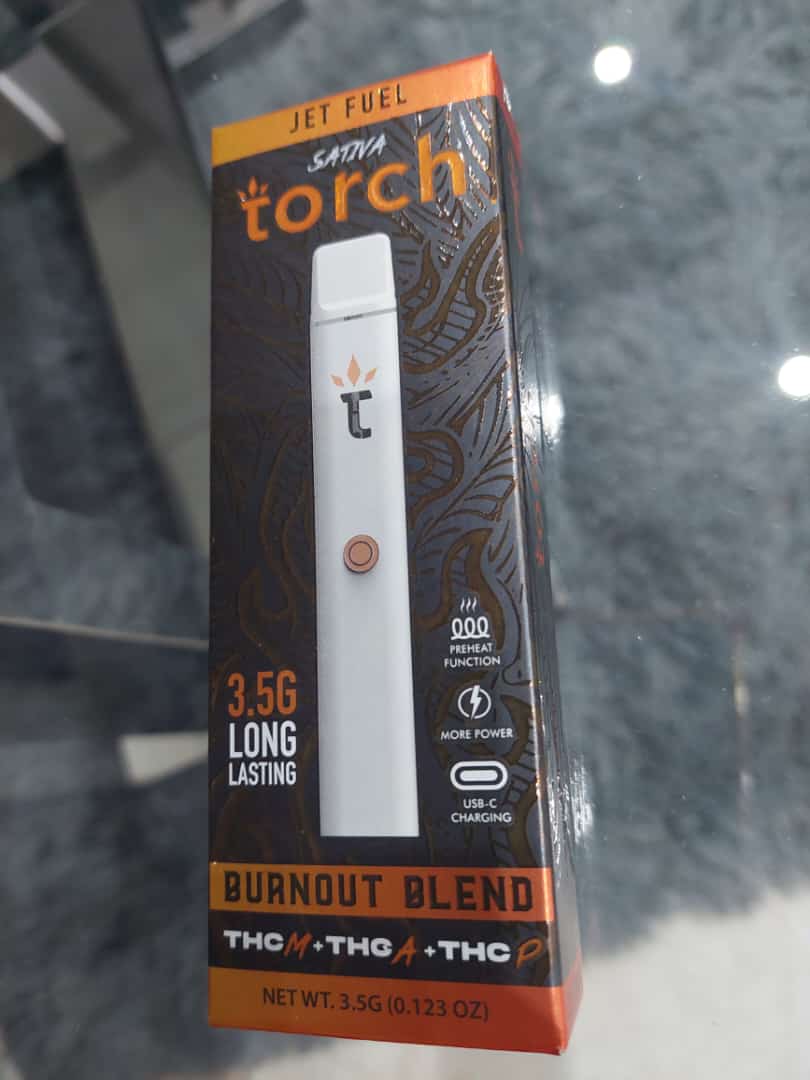 JET FUEL
SATIVA
torch
t
PREHEAT
FUNCTION
MORE POWER
3.5G
LONG
LASTING
USB-C
CHARGING
BURNOUT BLEND
THCM+THCA+THCP
NET WT. 3.5G (0.123 OZ)